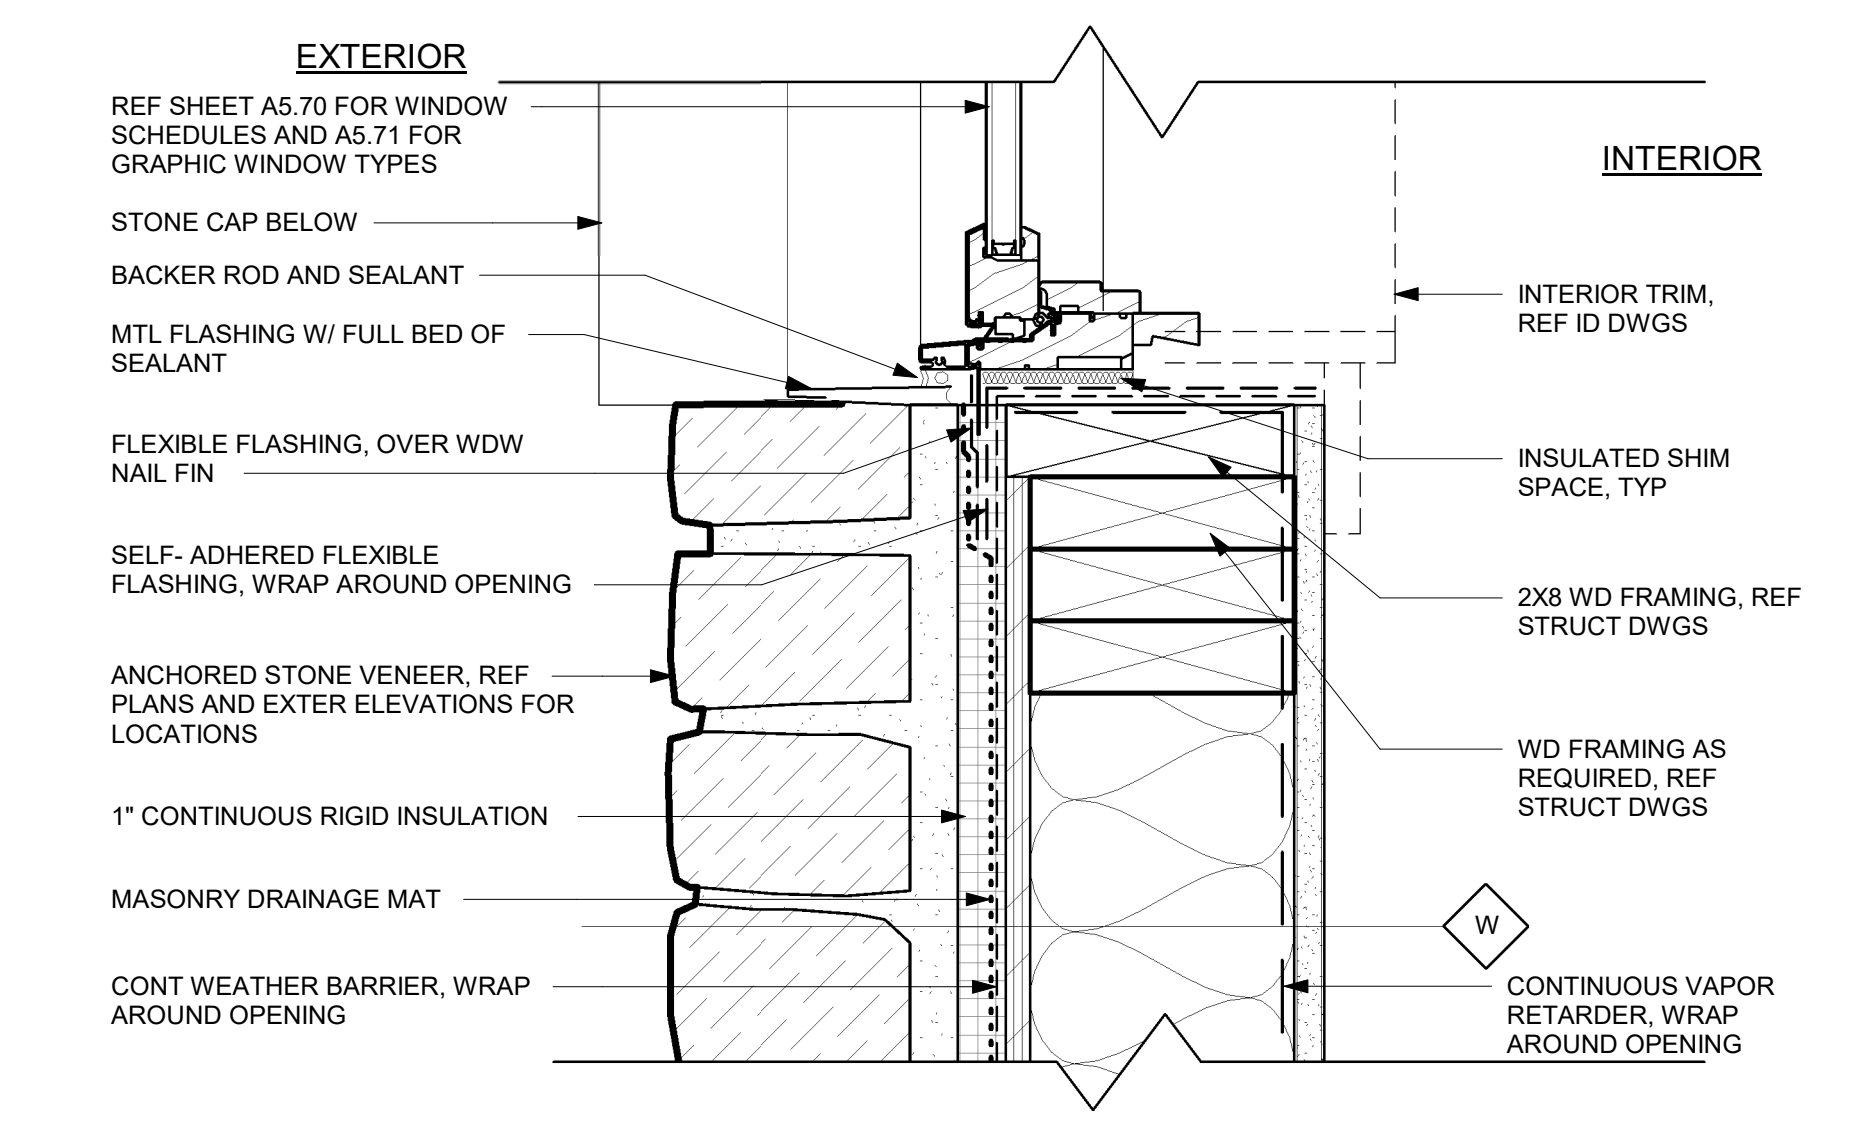 EXTERIOR
REF SHEET A5.70 FOR WINDOW
SCHEDULES AND A5.71 FOR
GRAPHIC WINDOW TYPES
STONE CAP BELOW
BACKER ROD AND SEALANT
MTL FLASHING W/ FULL BED OF
SEALANT
FLEXIBLE FLASHING, OVER WDW
NAIL FIN
SELF- ADHERED FLEXIBLE
FLASHING, WRAP AROUND OPENING
ANCHORED STONE VENEER, REF
PLANS AND EXTER ELEVATIONS FOR
LOCATIONS
1" CONTINUOUS RIGID INSULATION
MASONRY DRAINAGE MAT
CONT WEATHER BARRIER, WRAP
AROUND OPENING
INTERIOR
INTERIOR TRIM,
REF ID DWGS
INSULATED SHIM
SPACE, TYP
2X8 WD FRAMING, REF
STRUCT DWGS
WD FRAMING AS
REQUIRED, REF
STRUCT DWGS
W
CONTINUOUS VAPOR
RETARDER, WRAP
AROUND OPENING